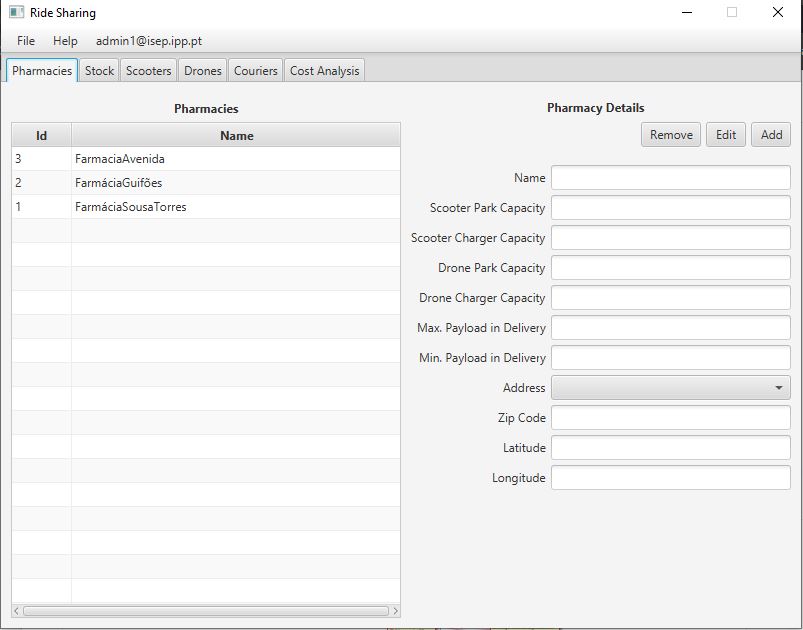 Ride Sharing
File Help admin1@isep.ipp.pt
Pharmacies Stock Scooters Drones Couriers Cost Analysis
Pharmacies
Id Name
3 FarmaciaAvenida
2 FarmáciaGuifões
1 FarmáciaSousaTorres
Pharmacy Details
Remove Edit Add
Name
Scooter Park Capacity
Scooter Charger Capacity
Drone Park Capacity
Drone Charger Capacity
Max. Payload in Delivery
Min. Payload in Delivery
Address
Zip Code
Latitude
Longitude